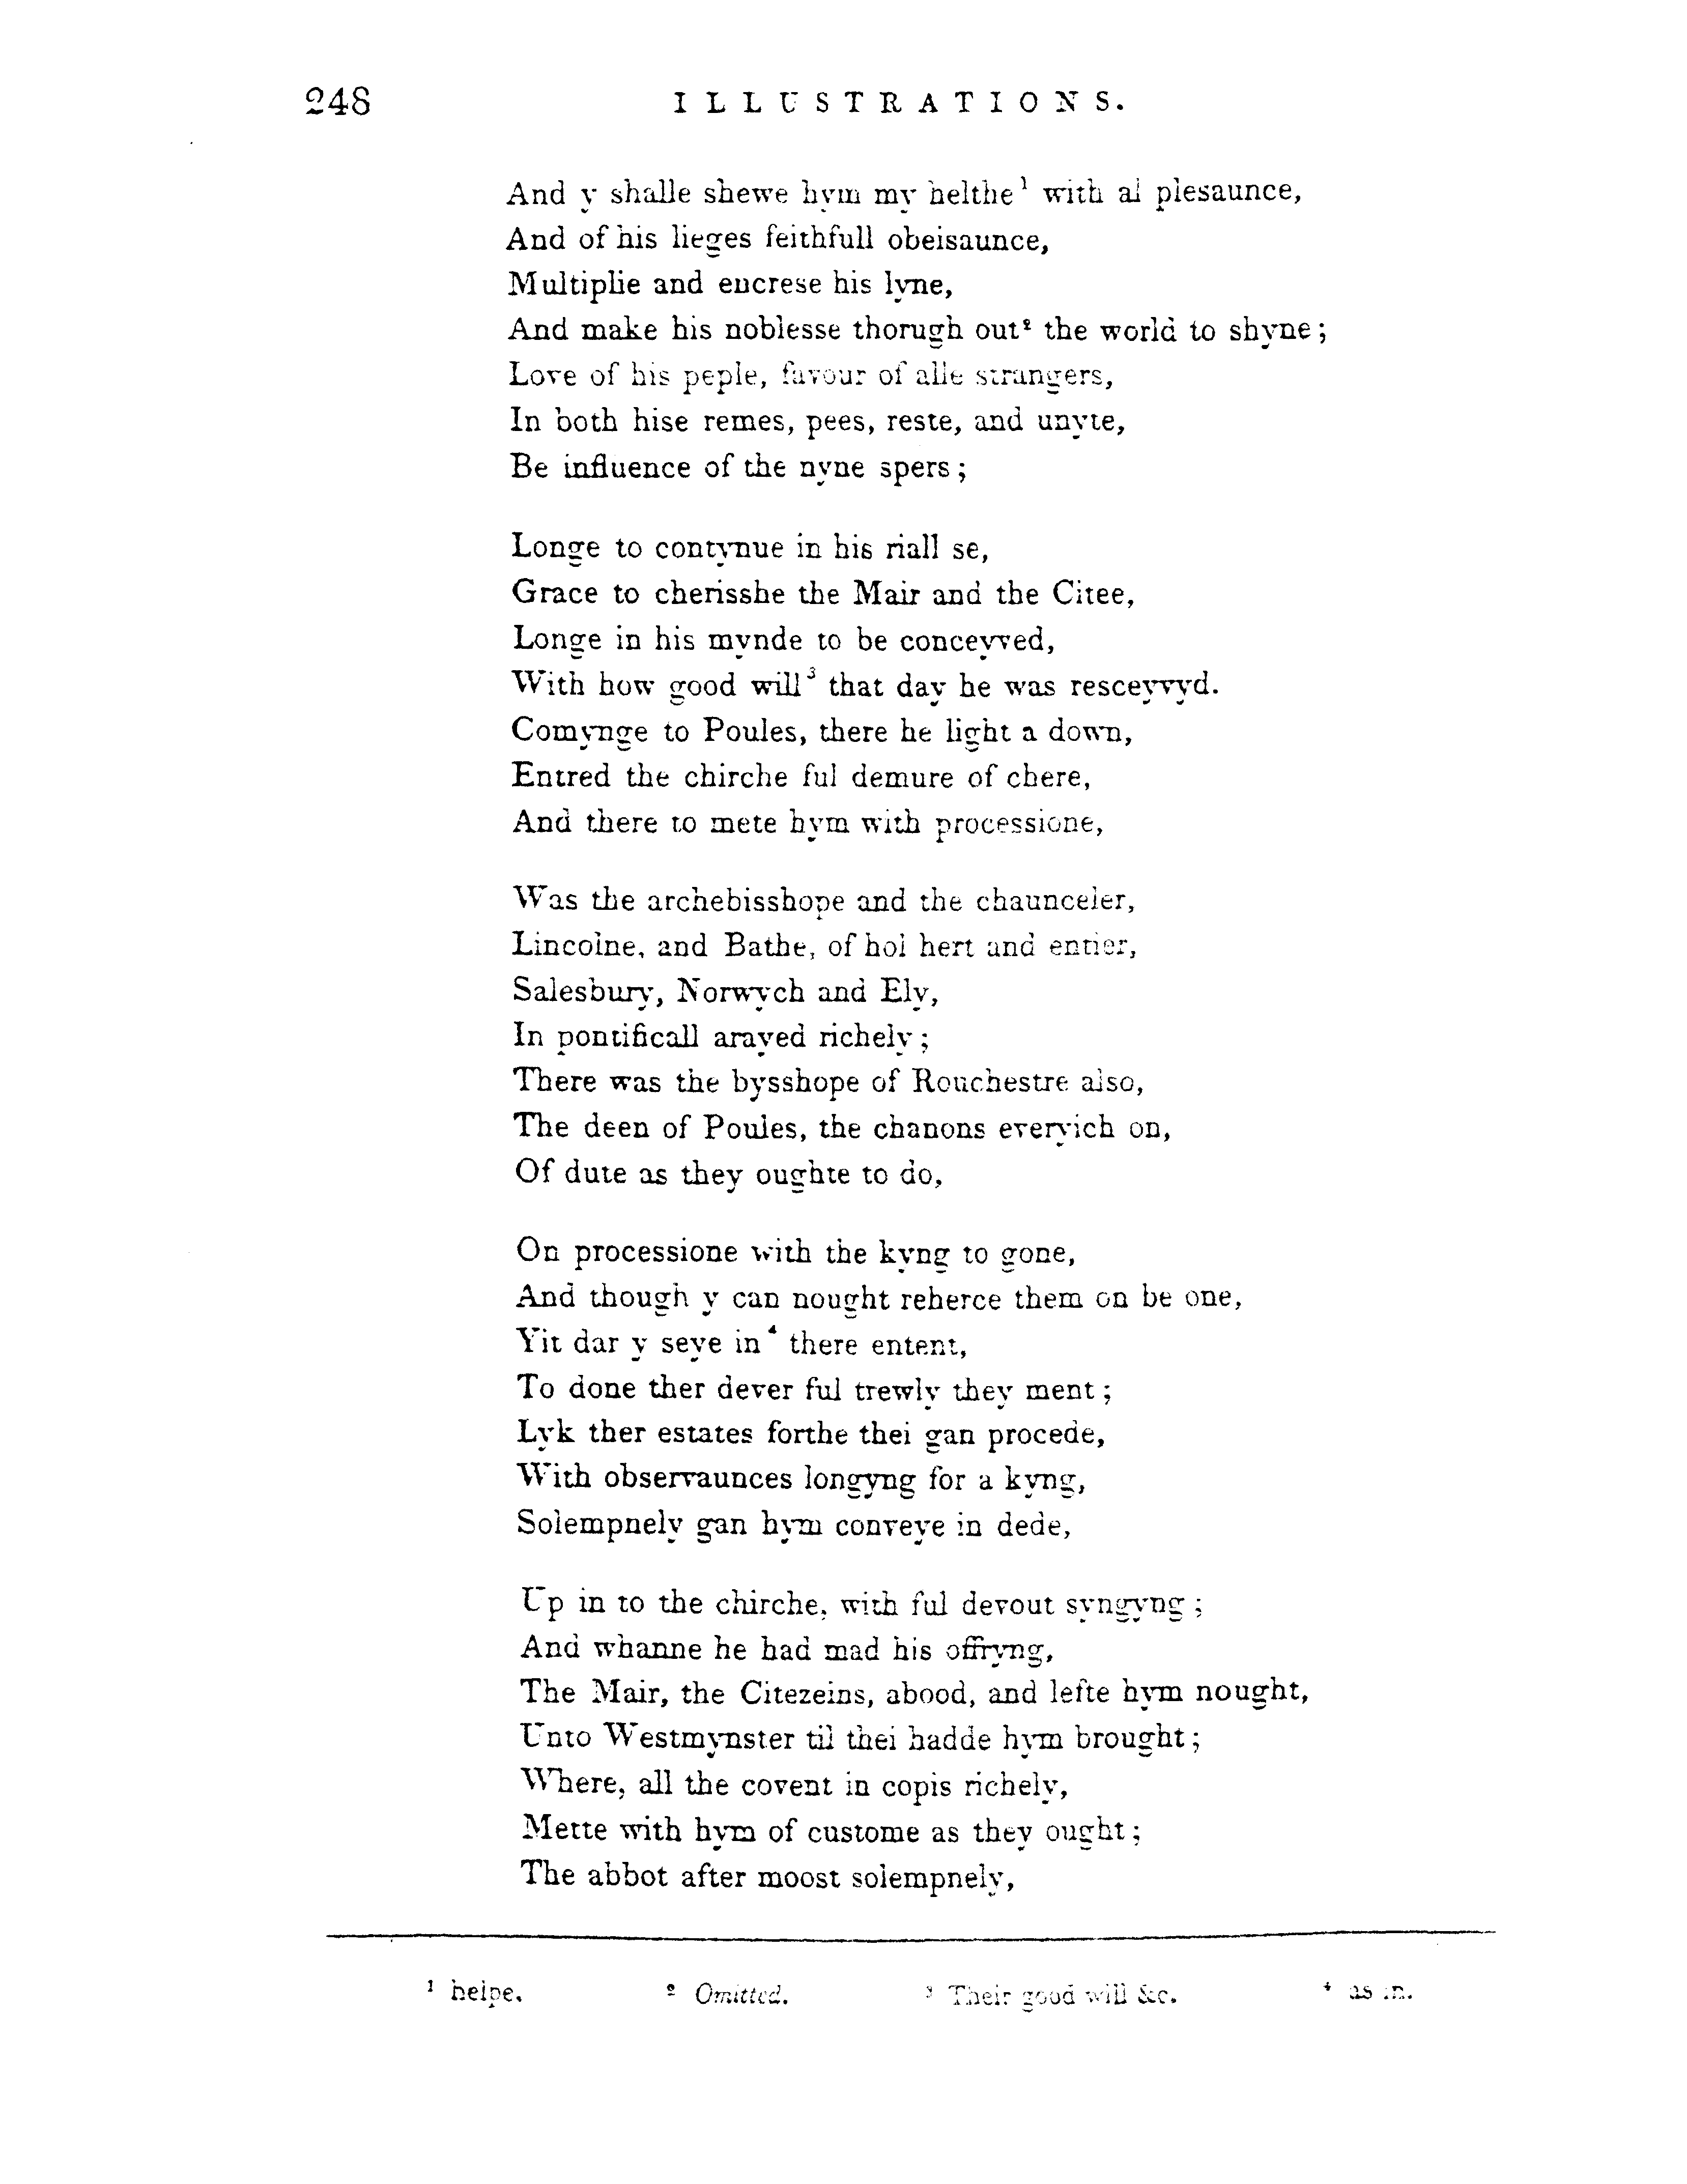 248 ILLUSTRATIONS.
And y shalle shewe hym my helthe¹ with al plesaunce,
And of his lieges feithfull obeisaunce,
Multiplie and encrese his lyne,
And make his noblesse thorugh out² the world to shyne;
Love of his peple, favour of alle strangers,
In both hise remes, pees, reste, and unyte,
Be influence of the nyne spers;
Longe to contynue in his riall se,
Grace to cherisshe the Mair and the Citee,
Longe in his mynde to be conceyved,
With how good will³ that day he was resceyvyd.
Comynge to Poules, there he light a down,
Entred the chirche ful demure of chere,
And there to mete hym with processione,
Was the archebisshope and the chaunceler,
Lincolne, and Bathe, of hol hert and entier,
Salesbury, Norwych and Ely,
In pontificall arayed richely;
There was the bysshope of Rouchestre also,
The deen of Poules, the chanons everyich on,
Of dute as they oughte to do,
On processione with the kyng to gone,
And though y can nought reherce them on be one,
Yit dar y seye in⁴ there entent,
To done ther dever ful trewly they ment;
Lyk ther estates forthe thei gan procede,
With observaunces longyng for a kyng,
Solempnely gan hym conveye in dede,
Up in to the chirche, with ful devout syngyng;
And whanne he had mad his offryng,
The Mair, the Citezeins, abood, and lefte hym nought,
Unto Westmynster til thei hadde hym brought;
Where, all the covent in copis richely,
Mette with hym of custome as they ought;
The abbot after moost solempnely,
¹ helpe. ² Omitted. ³ Their good will &c. ⁴ as in.